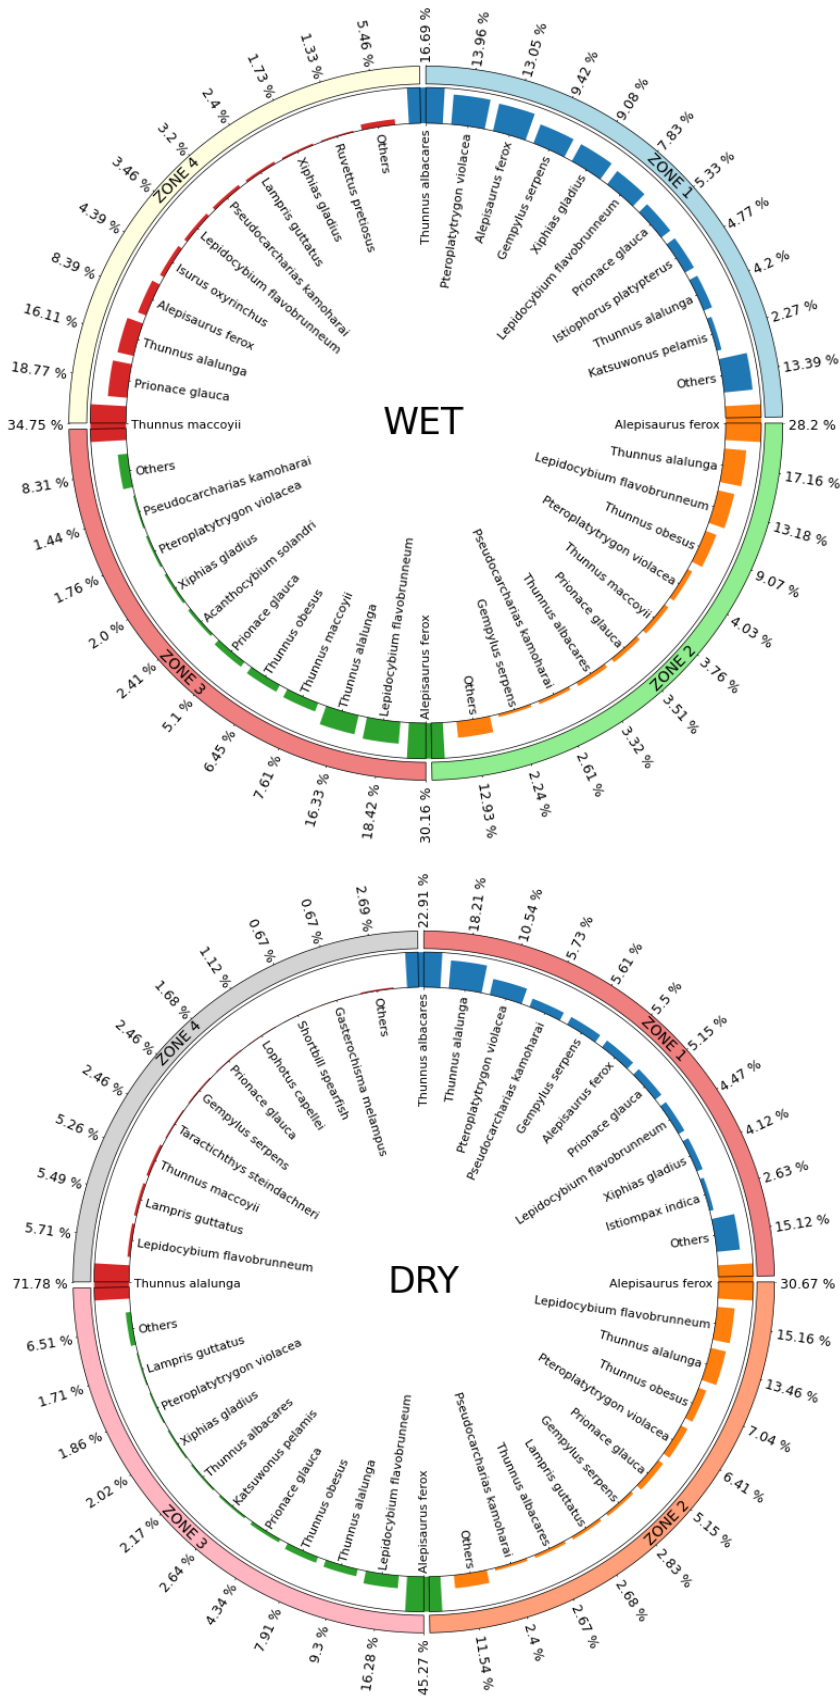 WET
ZONE 1
16.69 %
Thunnus albacares
13.96 %
Pteroplatytrygon violacea
13.05 %
Alepisaurus ferox
9.42 %
Gempylus serpens
9.08 %
Xiphias gladius
7.83 %
Lepidocybium flavobrunneum
5.33 %
Prionace glauca
4.77 %
Istiophorus platypterus
4.2 %
Thunnus alalunga
2.27 %
Katsuwonus pelamis
13.39 %
Others
ZONE 2
28.2 %
Alepisaurus ferox
17.16 %
Thunnus alalunga
13.18 %
Lepidocybium flavobrunneum
9.07 %
Thunnus obesus
4.03 %
Pteroplatytrygon violacea
3.76 %
Thunnus maccoyii
3.51 %
Prionace glauca
3.32 %
Thunnus albacares
2.61 %
Pseudocarcharias kamoharai
2.24 %
Gempylus serpens
12.93 %
Others
ZONE 3
30.16 %
Alepisaurus ferox
18.42 %
Lepidocybium flavobrunneum
16.33 %
Thunnus alalunga
7.61 %
Thunnus maccoyii
6.45 %
Thunnus obesus
5.1 %
Prionace glauca
2.41 %
Acanthocybium solandri
2.0 %
Xiphias gladius
1.76 %
Pteroplatytrygon violacea
1.44 %
Pseudocarcharias kamoharai
8.31 %
Others
ZONE 4
34.75 %
Thunnus maccoyii
18.77 %
Prionace glauca
16.11 %
Thunnus alalunga
8.39 %
Alepisaurus ferox
4.39 %
Isurus oxyrinchus
3.46 %
Lepidocybium flavobrunneum
3.2 %
Pseudocarcharias kamoharai
2.4 %
Lampris guttatus
1.73 %
Xiphias gladius
1.33 %
Ruvettus pretiosus
5.46 %
Others
DRY
ZONE 1
22.91 %
Thunnus albacares
18.21 %
Thunnus alalunga
10.54 %
Pteroplatytrygon violacea
5.73 %
Pseudocarcharias kamoharai
5.61 %
Gempylus serpens
5.5 %
Alepisaurus ferox
5.15 %
Prionace glauca
4.47 %
Lepidocybium flavobrunneum
4.12 %
Xiphias gladius
2.63 %
Istiompax indica
15.12 %
Others
ZONE 2
30.67 %
Alepisaurus ferox
15.16 %
Lepidocybium flavobrunneum
13.46 %
Thunnus alalunga
7.04 %
Thunnus obesus
6.41 %
Pteroplatytrygon violacea
5.15 %
Prionace glauca
2.83 %
Gempylus serpens
2.68 %
Lampris guttatus
2.67 %
Thunnus albacares
2.4 %
Pseudocarcharias kamoharai
11.54 %
Others
ZONE 3
45.27 %
Alepisaurus ferox
16.28 %
Lepidocybium flavobrunneum
9.3 %
Thunnus alalunga
7.91 %
Thunnus obesus
4.34 %
Prionace glauca
2.64 %
Katsuwonus pelamis
2.17 %
Thunnus albacares
2.02 %
Xiphias gladius
1.86 %
Pteroplatytrygon violacea
1.71 %
Lampris guttatus
6.51 %
Others
ZONE 4
71.78 %
Thunnus alalunga
5.71 %
Lepidocybium flavobrunneum
5.49 %
Lampris guttatus
5.26 %
Thunnus maccoyii
2.46 %
Taractichthys steindachneri
2.46 %
Gempylus serpens
1.68 %
Prionace glauca
1.12 %
Lophotus capellei
0.67 %
Shortbill spearfish
0.67 %
Gasterochisma melampus
2.69 %
Others